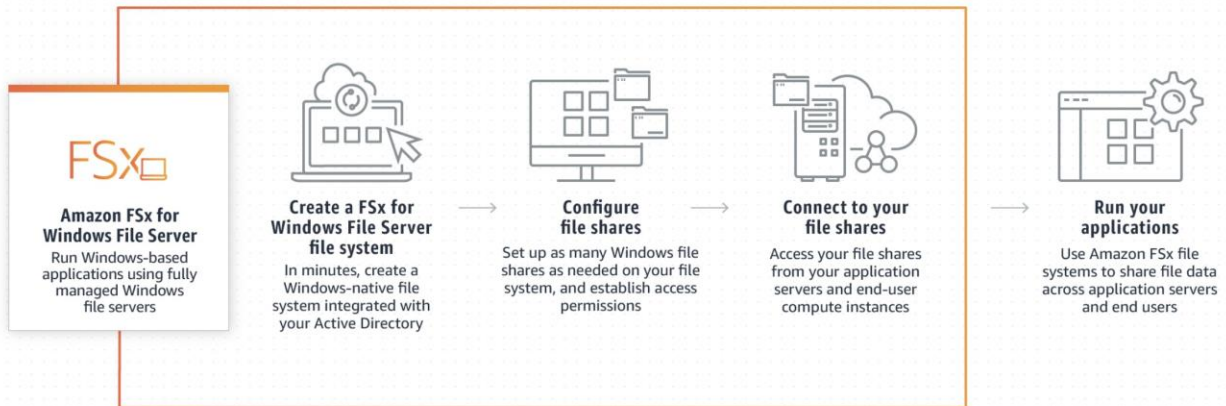 FSx
Amazon FSx for
Windows File Server
Run Windows-based
applications using fully
managed Windows
file servers
Create a FSx for
Windows File Server
file system
In minutes, create a
Windows-native file
system integrated with
your Active Directory
Configure
file shares
Set up as many Windows file
shares as needed on your file
system, and establish access
permissions
Connect to your
file shares
Access your file shares
from your application
servers and end-user
compute instances
Run your
applications
Use Amazon FSx file
systems to share file data
across application servers
and end users